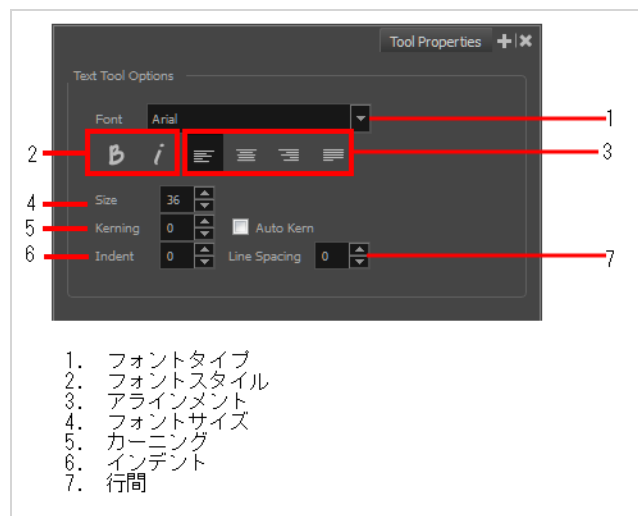 Tool Properties
Text Tool Options
Font Arial
1
B i
2
3
Size 36
4
Kerning 0 Auto Kern
5
Indent 0 Line Spacing 0
6
7
1. フォントタイプ
2. フォントスタイル
3. アラインメント
4. フォントサイズ
5. カーニング
6. インデント
7. 行間